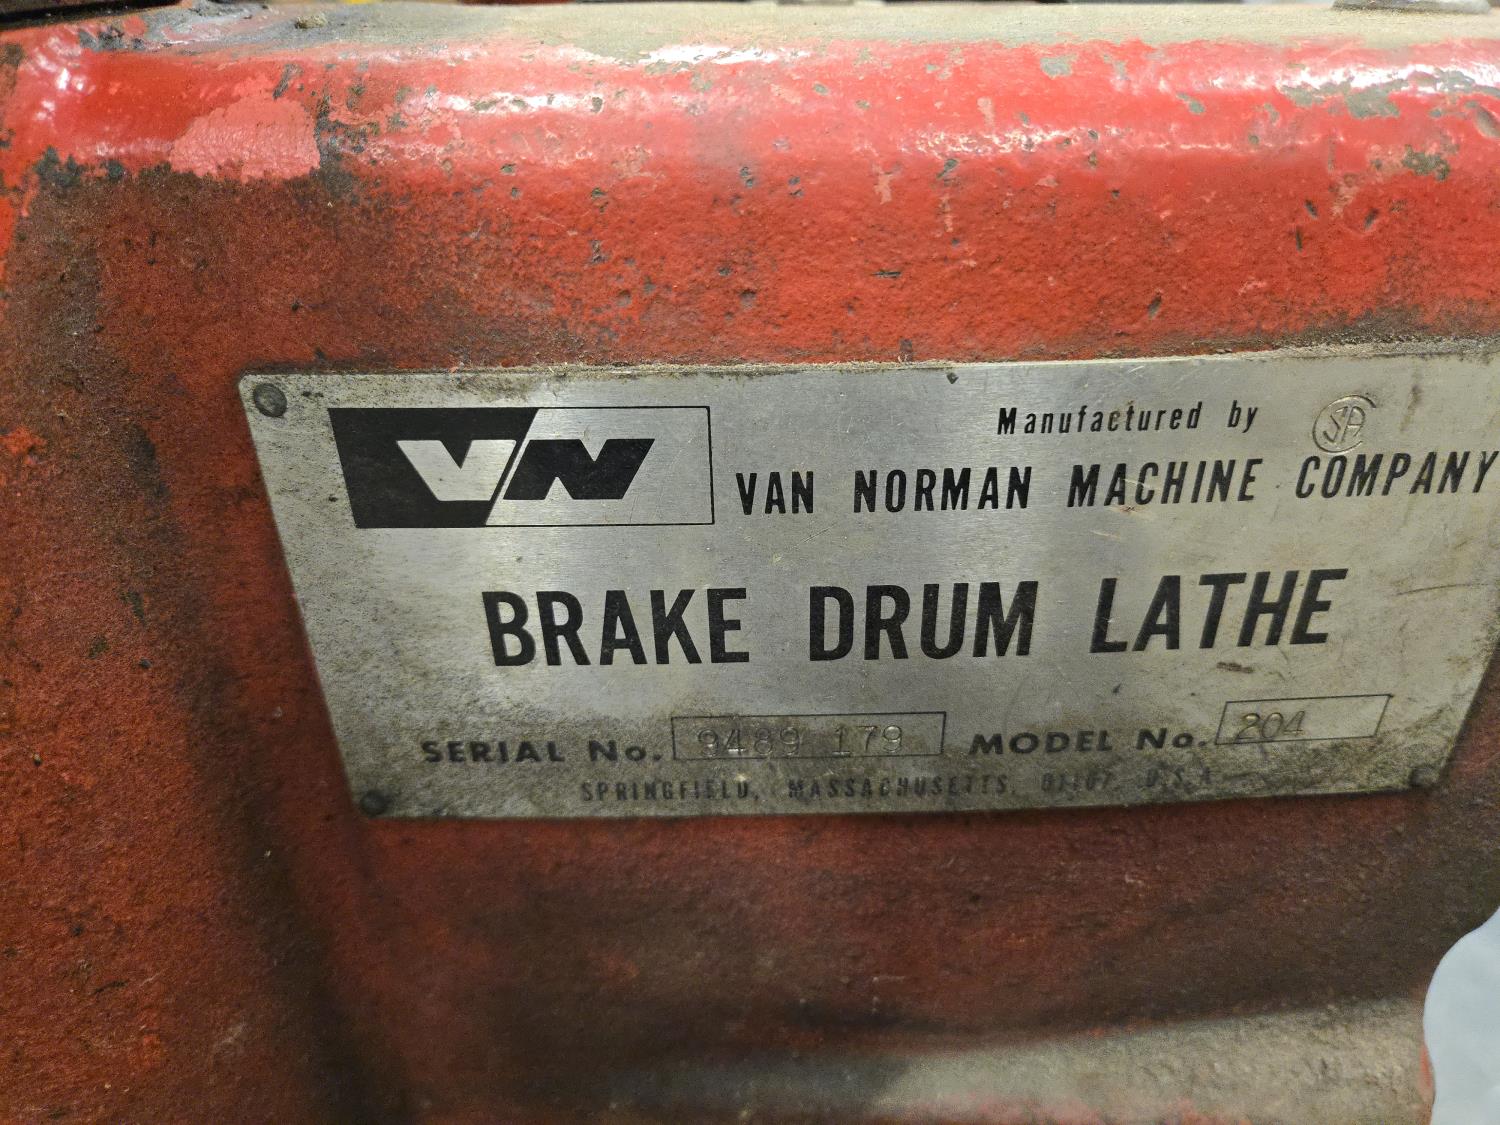 Manufactured by
VN VAN NORMAN MACHINE COMPANY
BRAKE DRUM LATHE
SERIAL No. 9489 179 MODEL No. 204
SPRINGFIELD, MASSACHUSETTS, 01107, U.S.A.